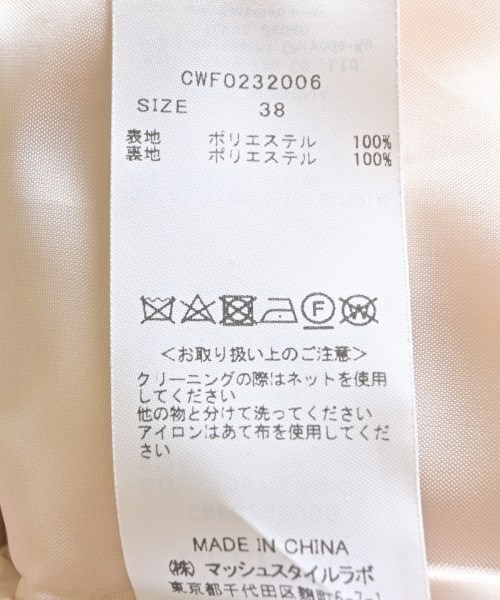 CWF0232006
SIZE 38
表地 ポリエステル 100%
裏地 ポリエステル 100%
F W
<お取り扱い上のご注意>
クリーニングの際はネットを使用
してください
他の物と分けて洗ってください
アイロンはあて布を使用してくだ
さい
MADE IN CHINA
(株) マッシュスタイルラボ
東京都千代田区麹町6-7-1